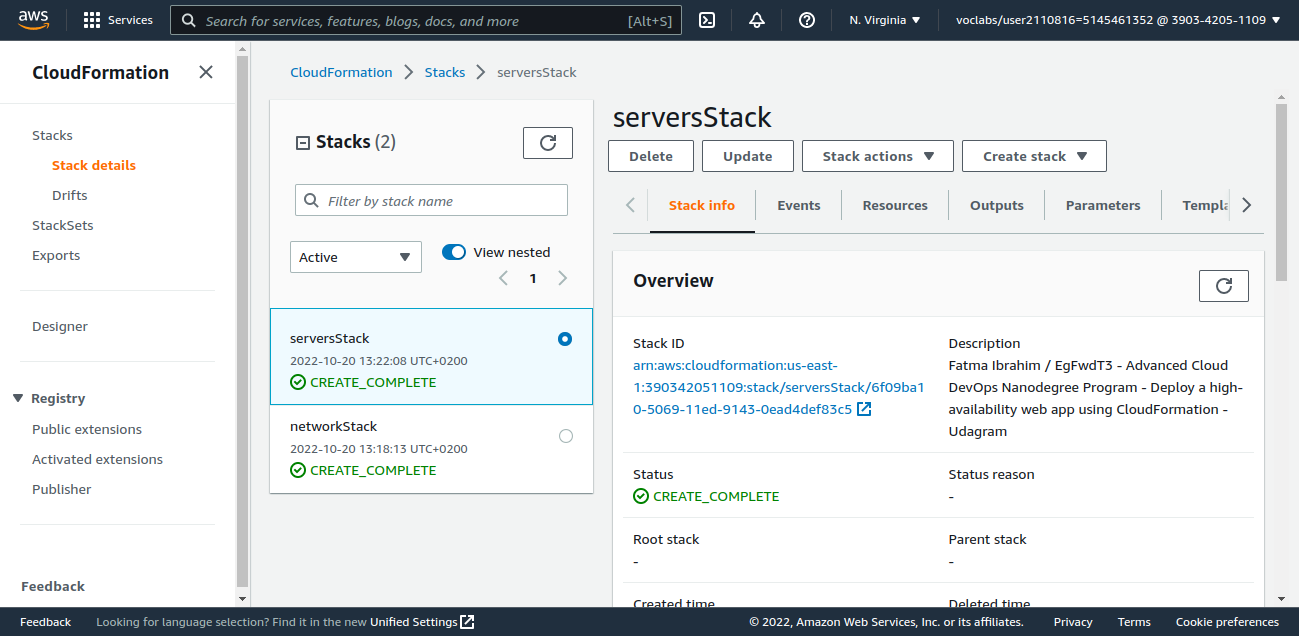 aws
Services
Search for services, features, blogs, docs, and more
[Alt+S]
N. Virginia
voclabs/user2110816=5145461352 @ 3903-4205-1109
CloudFormation
Stacks
Stack details
Drifts
StackSets
Exports
Designer
Registry
Public extensions
Activated extensions
Publisher
Feedback
CloudFormation
Stacks
serversStack
Stacks (2)
Filter by stack name
Active
View nested
1
serversStack
2022-10-20 13:22:08 UTC+0200
CREATE_COMPLETE
networkStack
2022-10-20 13:18:13 UTC+0200
CREATE_COMPLETE
serversStack
Delete
Update
Stack actions
Create stack
Stack info
Events
Resources
Outputs
Parameters
Overview
Stack ID
arn:aws:cloudformation:us-east-
1:390342051109:stack/serversStack/6f09ba1
0-5069-11ed-9143-0ead4def83c5
Description
Fatma Ibrahim / EgFwdT3 - Advanced Cloud
DevOps Nanodegree Program - Deploy a high-
availability web app using CloudFormation -
Udagram
Status
CREATE_COMPLETE
Status reason
-
Root stack
-
Parent stack
-
Created time
Deleted time
Feedback
Looking for language selection? Find it in the new Unified Settings
© 2022, Amazon Web Services, Inc. or its affiliates.
Privacy
Terms
Cookie preferences